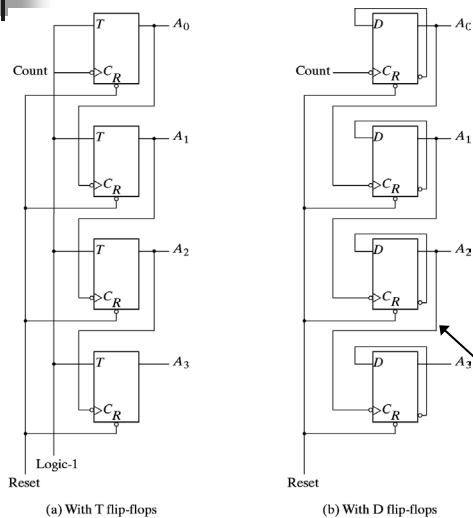 T A0
Count C R
T A1
C R
T A2
C R
T A3
C R
Logic-1
Reset
(a) With T flip-flops
D A0
Count C R
D A1
C R
D A2
C R
D A3
C R
Reset
(b) With D flip-flops